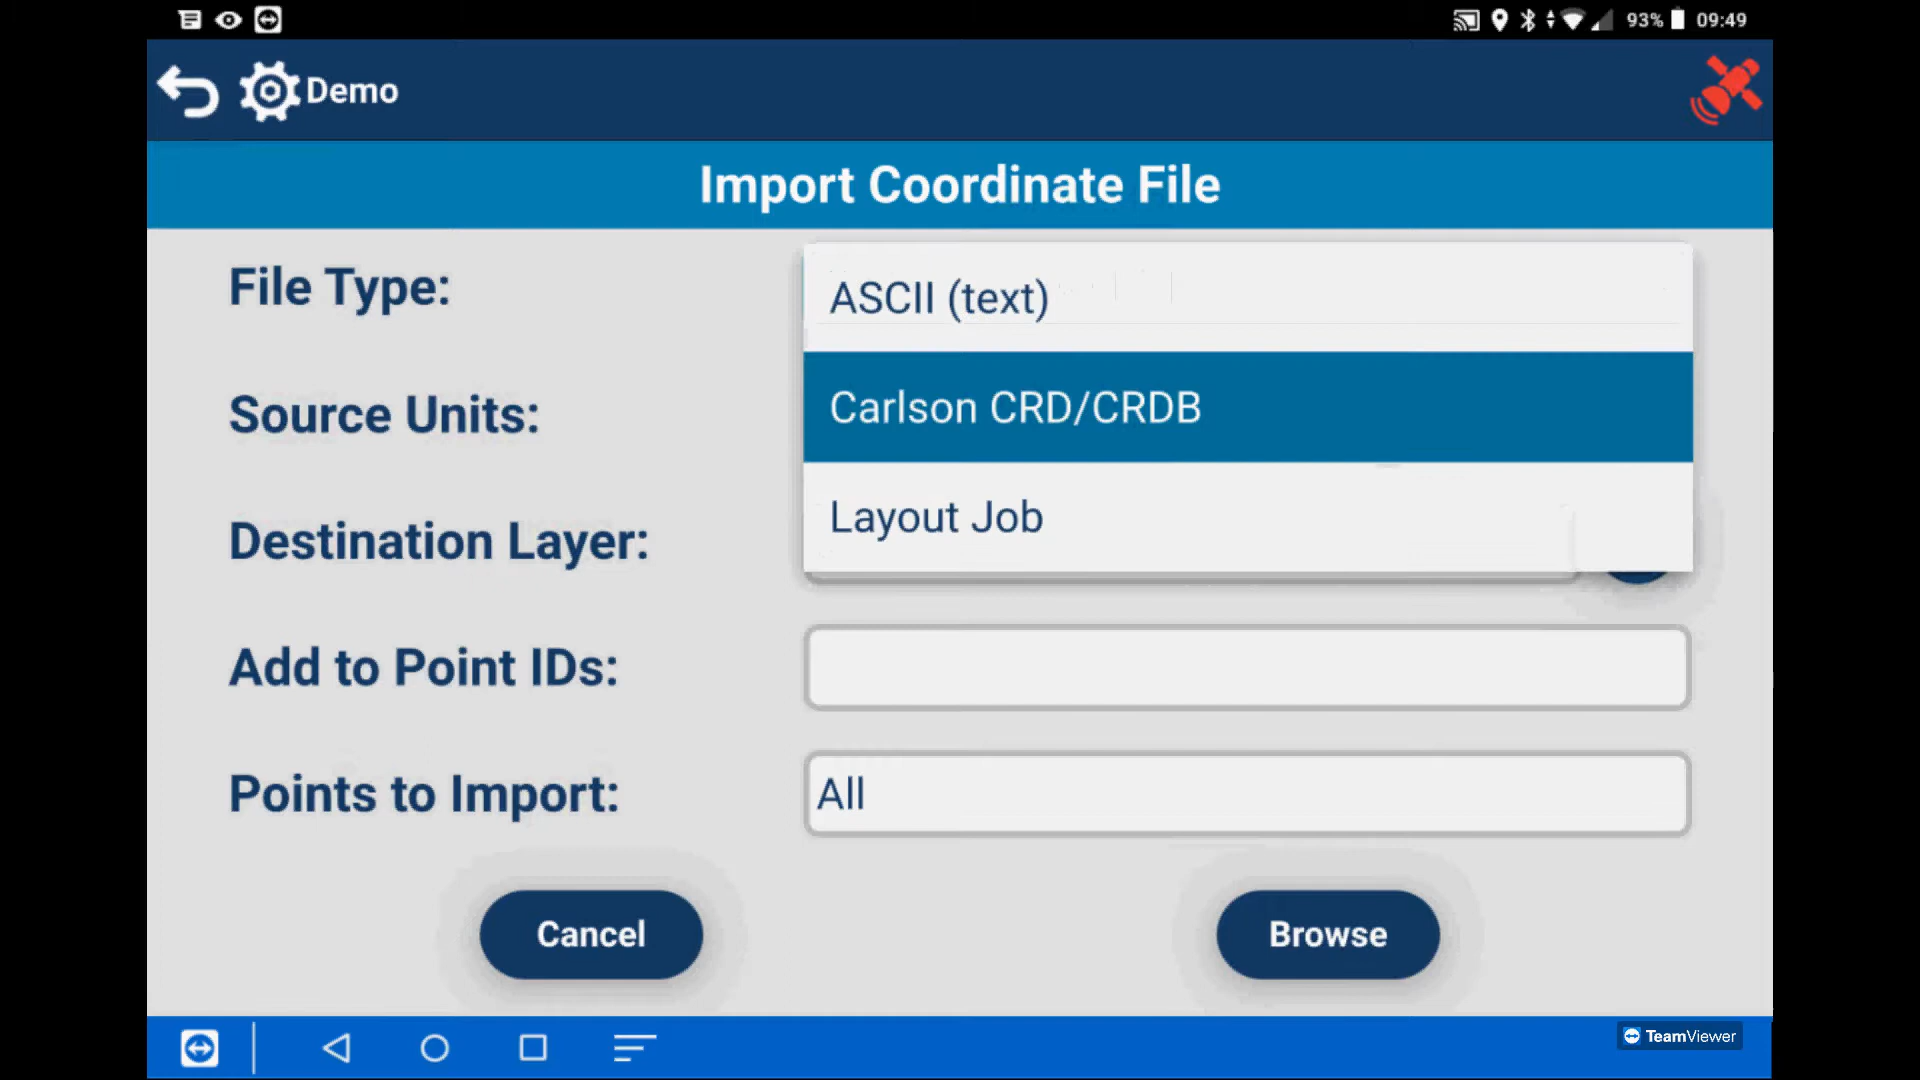 93% 09:49
Demo
Import Coordinate File
File Type:
ASCII (text)
Carlson CRD/CRDB
Source Units:
Layout Job
Destination Layer:
Add to Point IDs:
Points to Import:
All
Cancel
Browse
TeamViewer